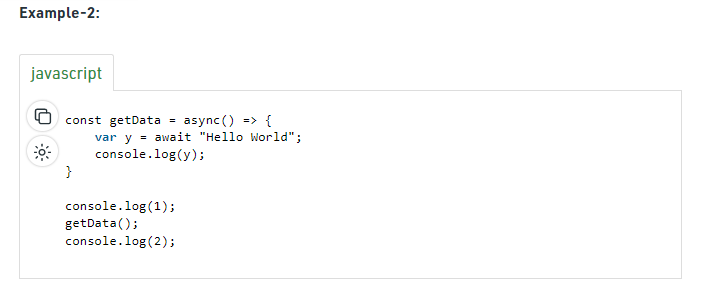 Example-2:
javascript
const getData = async() => {
    var y = await "Hello World";
    console.log(y);
}

console.log(1);
getData();
console.log(2);